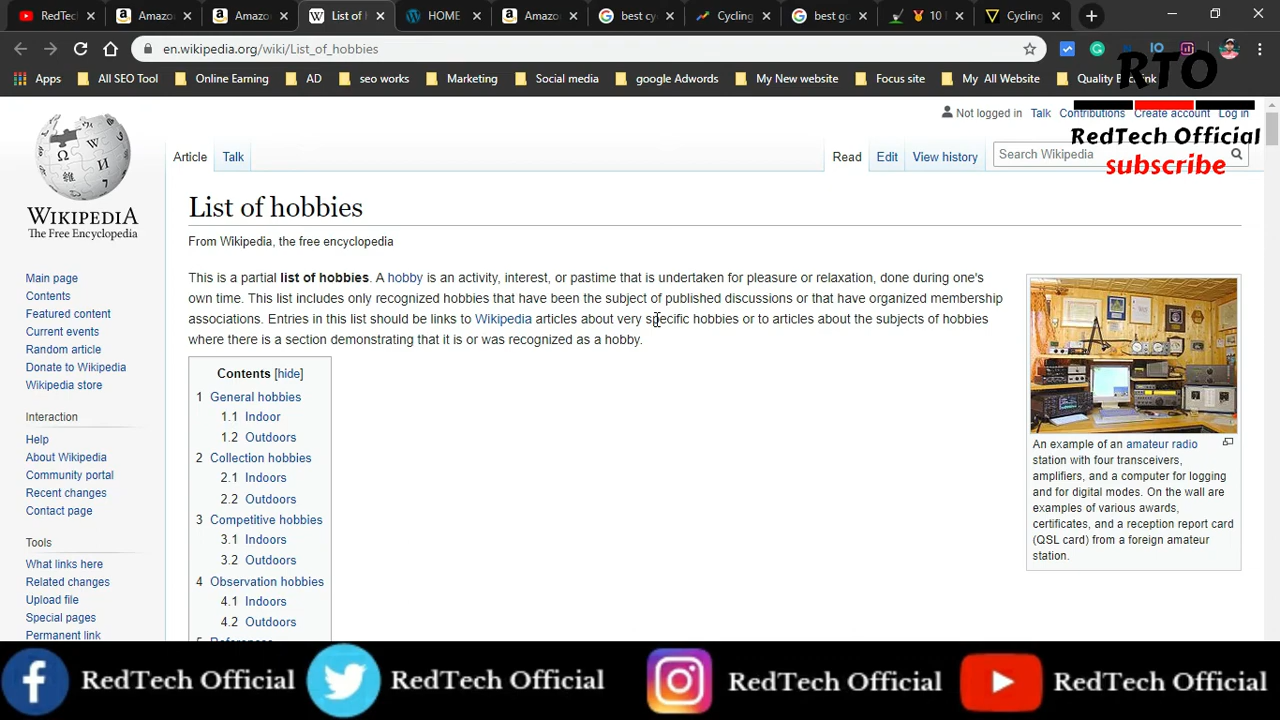 RedTech
Amazon
Amazon
List of h
HOME
Amazon
best cy
Cycling
best go
10
Cycling
en.wikipedia.org/wiki/List_of_hobbies
Apps
All SEO Tool
Online Earning
AD
seo works
Marketing
Social media
google Adwords
My New website
Focus site
My All Website
Quality Backlink
RTO
RedTech Official
subscribe
Not logged in
Talk
Contributions
Create account
Log in
Article
Talk
Read
Edit
View history
Search Wikipedia
WIKIPEDIA
The Free Encyclopedia
Main page
Contents
Featured content
Current events
Random article
Donate to Wikipedia
Wikipedia store
Interaction
Help
About Wikipedia
Community portal
Recent changes
Contact page
Tools
What links here
Related changes
Upload file
Special pages
Permanent link
List of hobbies
From Wikipedia, the free encyclopedia
This is a partial list of hobbies. A hobby is an activity, interest, or pastime that is undertaken for pleasure or relaxation, done during one's
own time. This list includes only recognized hobbies that have been the subject of published discussions or that have organized membership
associations. Entries in this list should be links to Wikipedia articles about very specific hobbies or to articles about the subjects of hobbies
where there is a section demonstrating that it is or was recognized as a hobby.
Contents [hide]
1 General hobbies
1.1 Indoor
1.2 Outdoors
2 Collection hobbies
2.1 Indoors
2.2 Outdoors
3 Competitive hobbies
3.1 Indoors
3.2 Outdoors
4 Observation hobbies
4.1 Indoors
4.2 Outdoors
5 References
An example of an amateur radio
station with four transceivers,
amplifiers, and a computer for logging
and for digital modes. On the wall are
examples of various awards,
certificates, and a reception report card
(QSL card) from a foreign amateur
station.
RedTech Official
RedTech Official
RedTech Official
RedTech Official